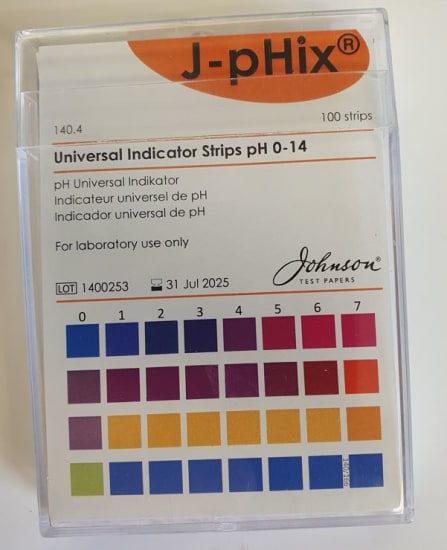 J-pHix®
140.4 100 strips
Universal Indicator Strips pH 0-14
pH Universal Indikator
Indicateur universel de pH
Indicador universal de pH
For laboratory use only
Johnson®
TEST PAPERS
LOT 1400253 31 Jul 2025
0 1 2 3 4 5 6 7